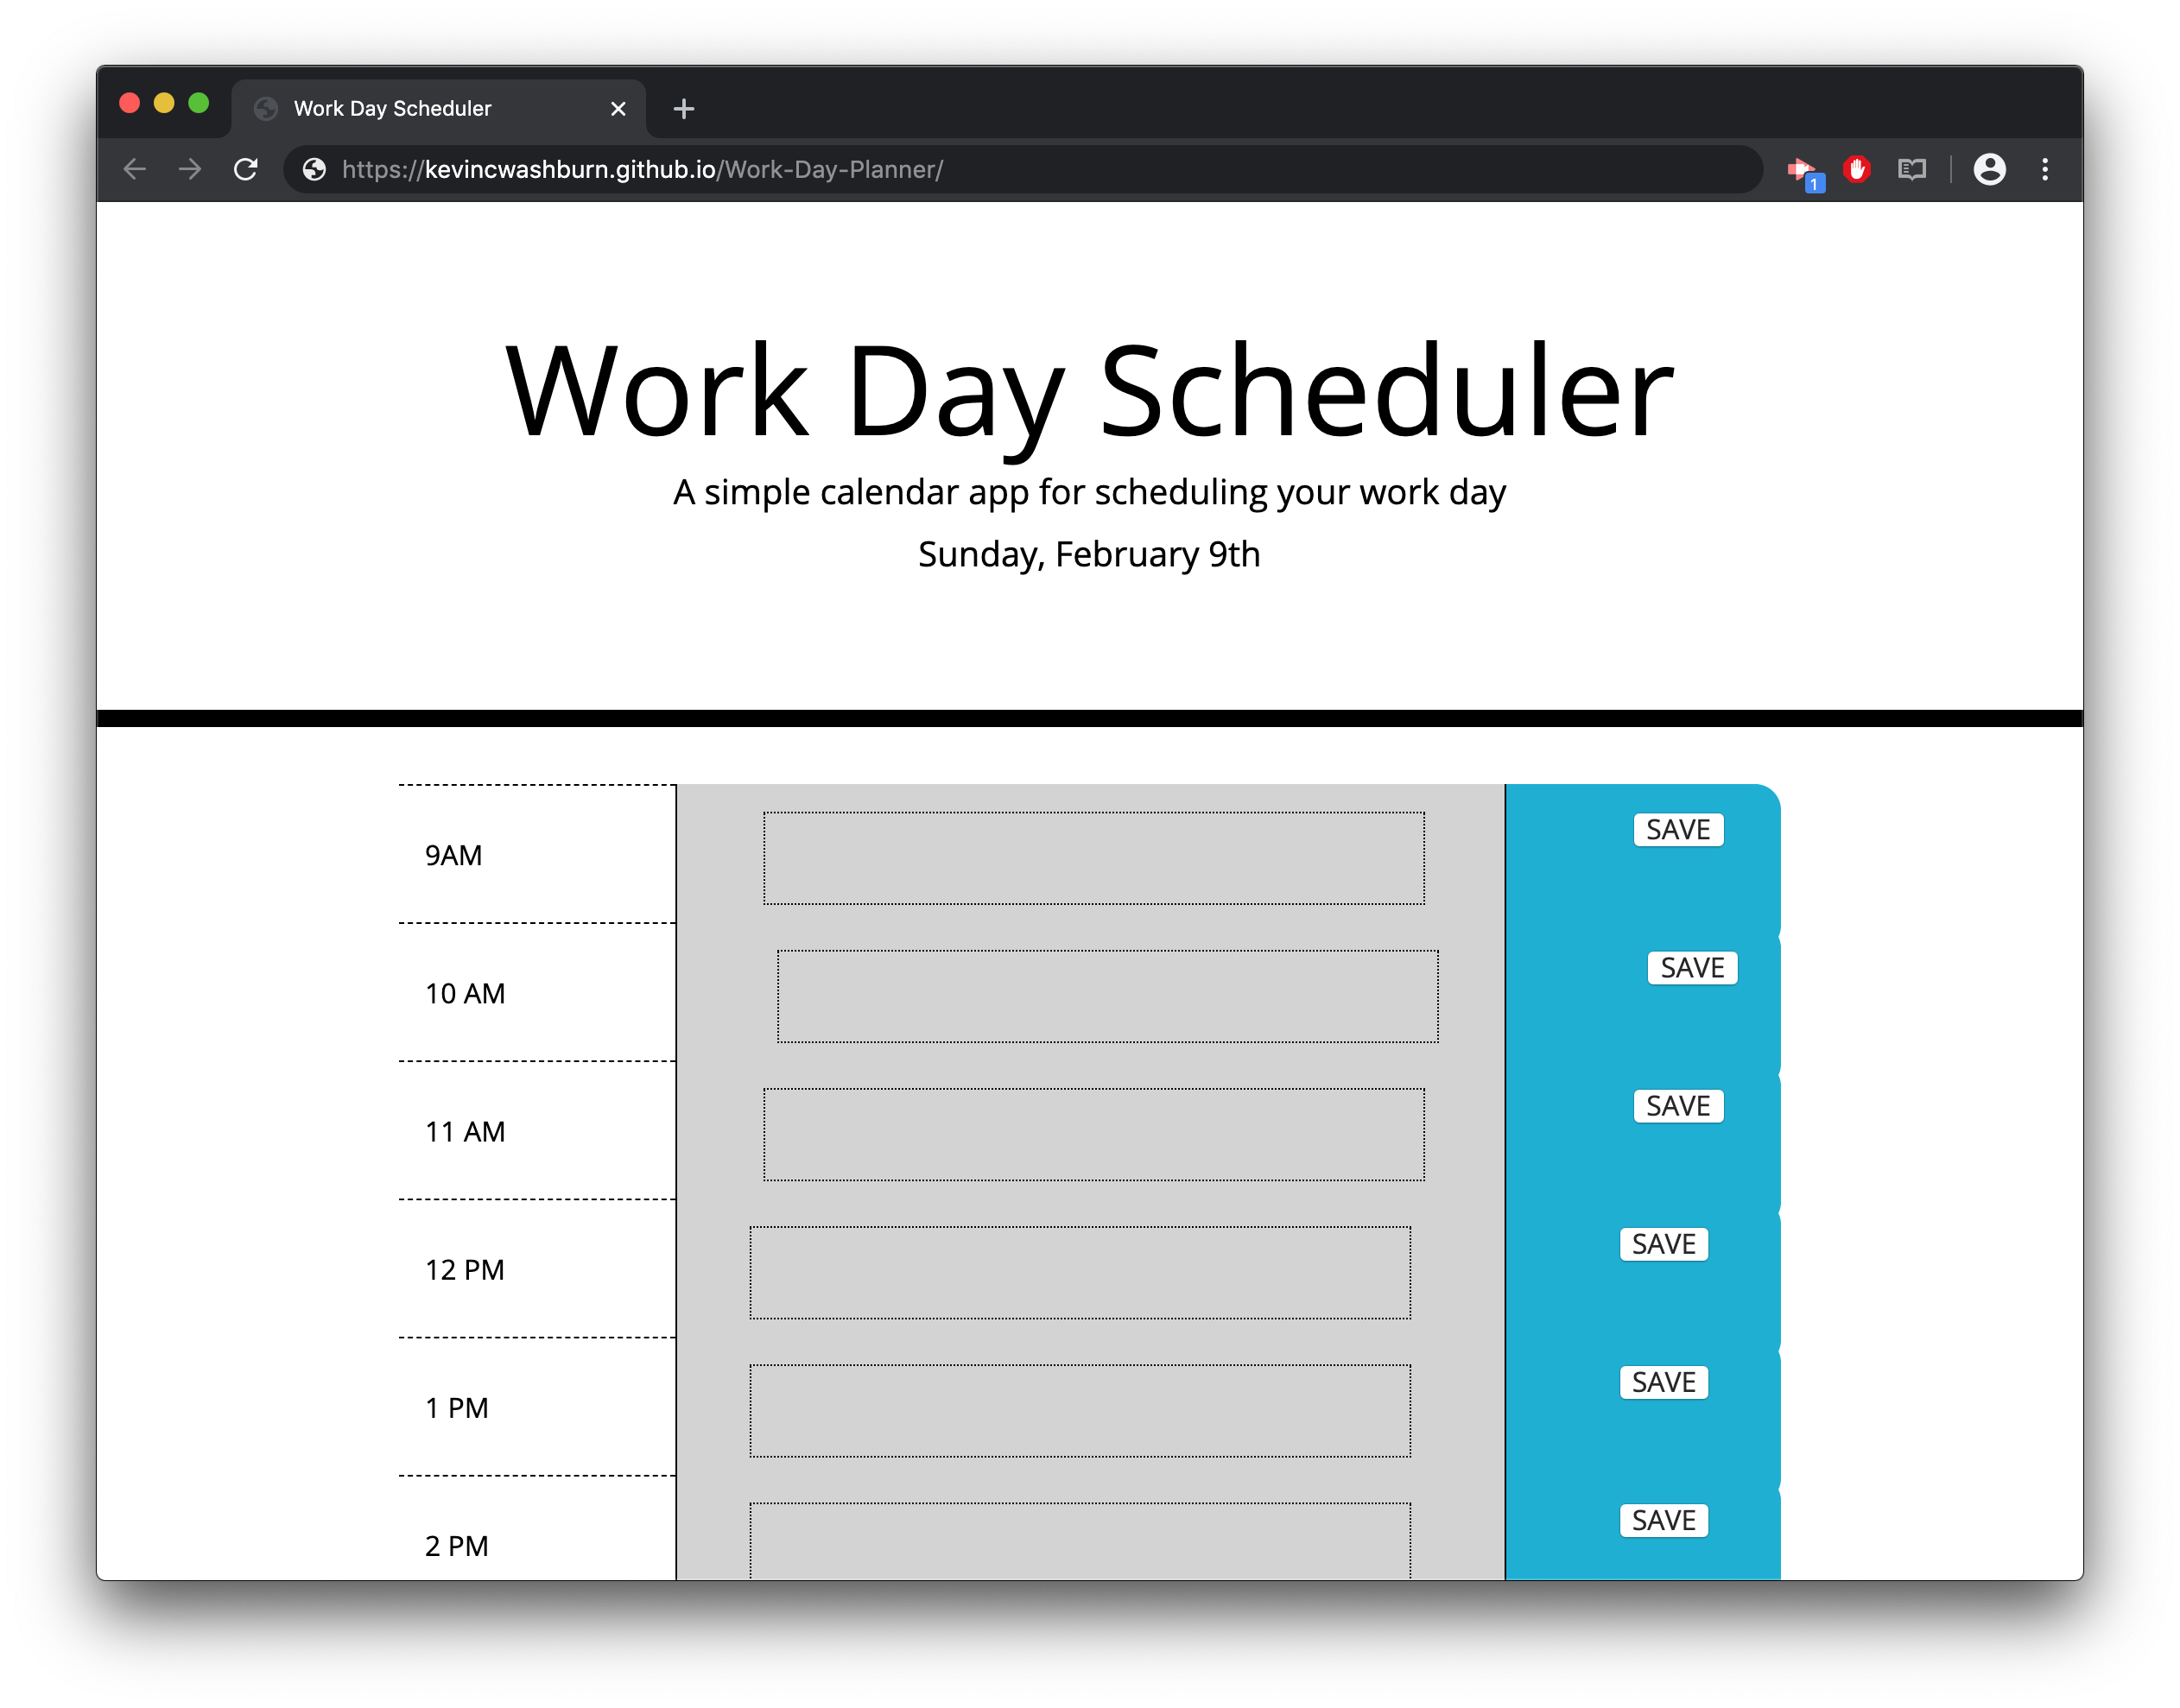 Work Day Scheduler
https://kevincwashburn.github.io/Work-Day-Planner/
1
Work Day Scheduler
A simple calendar app for scheduling your work day
Sunday, February 9th
9AM
SAVE
10 AM
SAVE
11 AM
SAVE
12 PM
SAVE
1 PM
SAVE
2 PM
SAVE